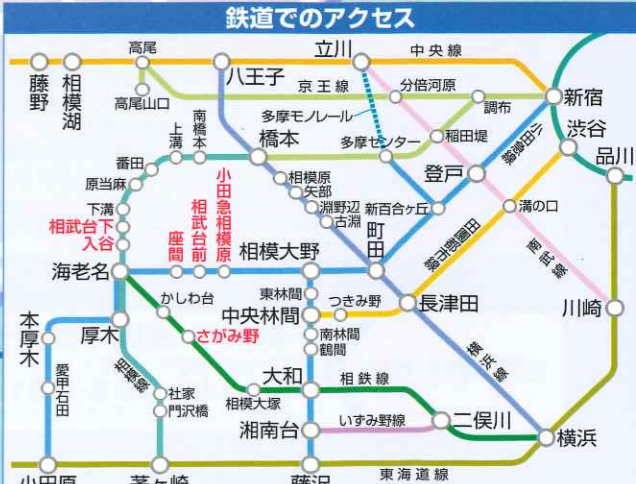 鉄道でのアクセス
高尾
立川
中央線
藤野
相模湖
八王子
高尾山口
京王線
分倍河原
新宿
調布
多摩モノレール
南橋本
上溝
橋本
多摩センター
稲田堤
小田急線
渋谷
品川
番田
原当麻
下溝
相武台下
入谷
相模原
矢部
淵野辺
古淵
登戸
新百合ヶ丘
溝の口
小田急相模原
相武台前
座間
相模大野
町田
田園都市線
南武線
海老名
東林間
中央林間
つきみ野
長津田
川崎
かしわ台
さがみ野
南林間
鶴間
横浜線
本厚木
厚木
愛甲石田
相模線
社家
門沢橋
大和
相鉄線
相模大塚
湘南台
いずみ野線
二俣川
横浜
小田原
茅ヶ崎
藤沢
東海道線